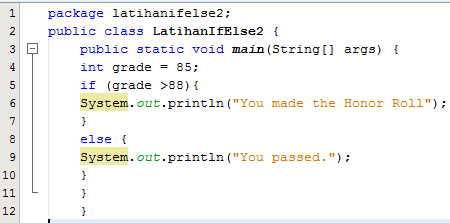 1 package latihanifelse2;
2 public class LatihanIfElse2 {
3 public static void main(String[] args) {
4 int grade = 85;
5 if (grade >88){
6 System.out.println("You made the Honor Roll");
7 }
8 else {
9 System.out.println("You passed.");
10 }
11 }
12 }